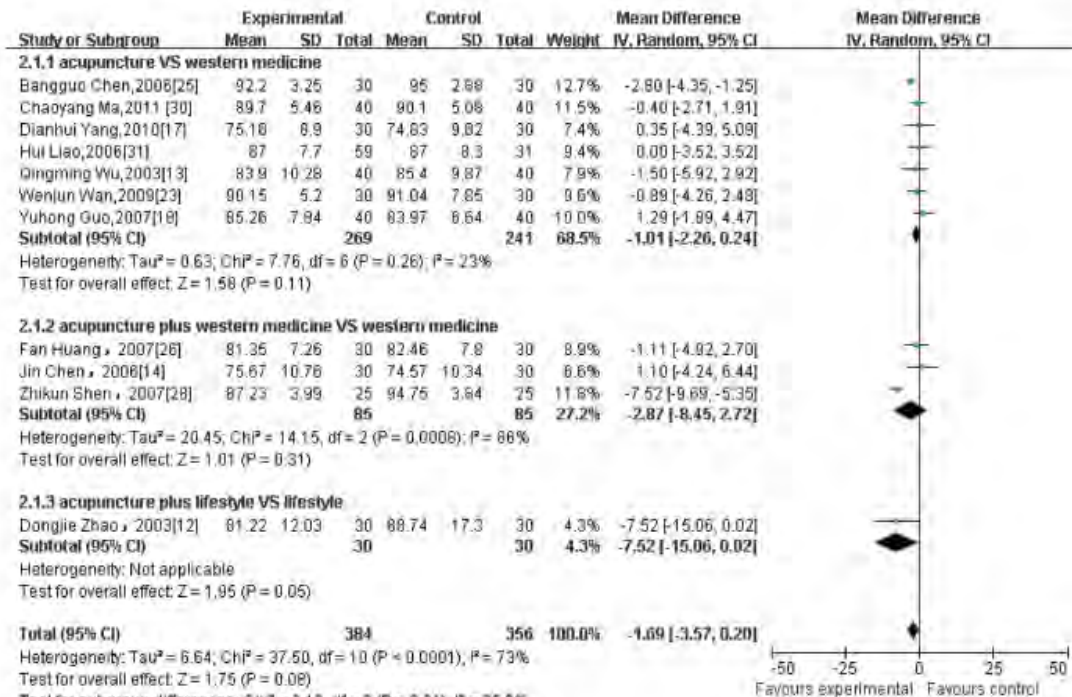 Experimental Control Mean Difference Mean Difference
Study or Subgroup Mean SD Total Mean SD Total Weight IV, Random, 95% CI IV, Random, 95% CI
2.1.1 acupuncture VS western medicine
Bangguo Chen,2006[25] 92.2 3.25 30 95 2.88 30 12.7% -2.80 [-4.35, -1.25]
Chaoyang Ma,2011 [30] 89.7 5.46 40 90.1 5.08 40 11.5% -0.40 [-2.71, 1.91]
Dianhui Yang,2010[17] 75.18 8.9 30 74.83 9.82 30 7.4% 0.35 [-4.39, 5.09]
Hui Liao,2006[31] 87 7.7 59 87 8.3 31 9.4% 0.00 [-3.52, 3.52]
Qingming Wu,2003[13] 83.9 10.28 40 85.4 9.87 40 7.9% -1.50 [-5.92, 2.92]
Wenjun Wan,2009[23] 90.15 5.2 30 91.04 7.85 30 9.6% -0.89 [-4.26, 2.48]
Yuhong Guo,2007[18] 85.26 7.84 40 83.97 6.64 40 10.0% 1.29 [-1.89, 4.47]
Subtotal (95% CI) 269 241 68.5% -1.01 [-2.26, 0.24]
Heterogeneity: Tau² = 0.63; Chi² = 7.76, df = 6 (P = 0.26); I² = 23%
Test for overall effect: Z = 1.58 (P = 0.11)
2.1.2 acupuncture plus western medicine VS western medicine
Fan Huang，2007[26] 81.35 7.26 30 82.46 7.8 30 8.9% -1.11 [-4.92, 2.70]
Jin Chen，2006[14] 75.67 10.76 30 74.57 10.34 30 6.6% 1.10 [-4.24, 6.44]
Zhikun Shen，2007[28] 87.23 3.99 25 94.75 3.84 25 11.8% -7.52 [-9.69, -5.35]
Subtotal (95% CI) 85 85 27.2% -2.87 [-8.45, 2.72]
Heterogeneity: Tau² = 20.45; Chi² = 14.15, df = 2 (P = 0.0008); I² = 86%
Test for overall effect: Z = 1.01 (P = 0.31)
2.1.3 acupuncture plus lifestyle VS lifestyle
Dongjie Zhao，2003[12] 81.22 12.03 30 88.74 17.3 30 4.3% -7.52 [-15.06, 0.02]
Subtotal (95% CI) 30 30 4.3% -7.52 [-15.06, 0.02]
Heterogeneity: Not applicable
Test for overall effect: Z = 1.95 (P = 0.05)
Total (95% CI) 384 356 100.0% -1.69 [-3.57, 0.20]
Heterogeneity: Tau² = 6.64; Chi² = 37.50, df = 10 (P < 0.0001); I² = 73%
Test for overall effect: Z = 1.75 (P = 0.08)
-50 -25 0 25 50
Favours experimental Favours control